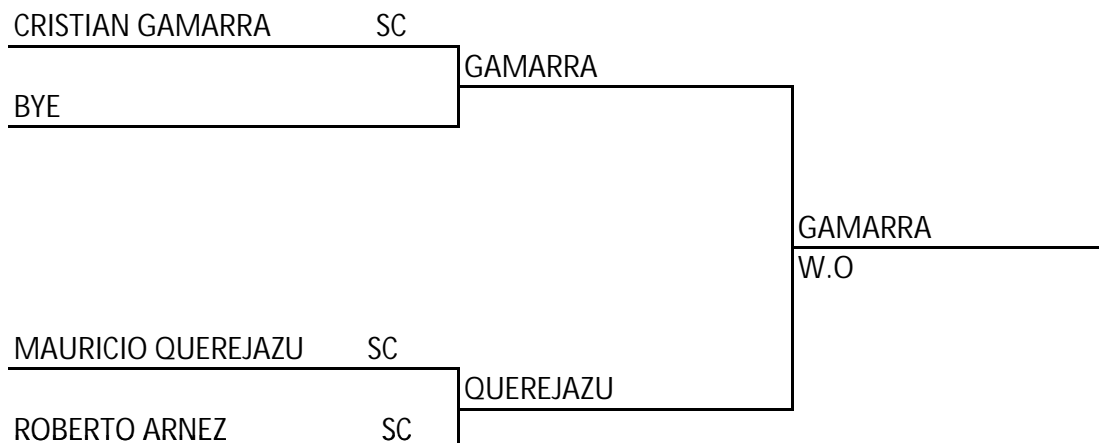 CRISTIAN GAMARRA SC
GAMARRA
BYE
GAMARRA
W.O
MAURICIO QUEREJAZU SC
QUEREJAZU
ROBERTO ARNEZ SC